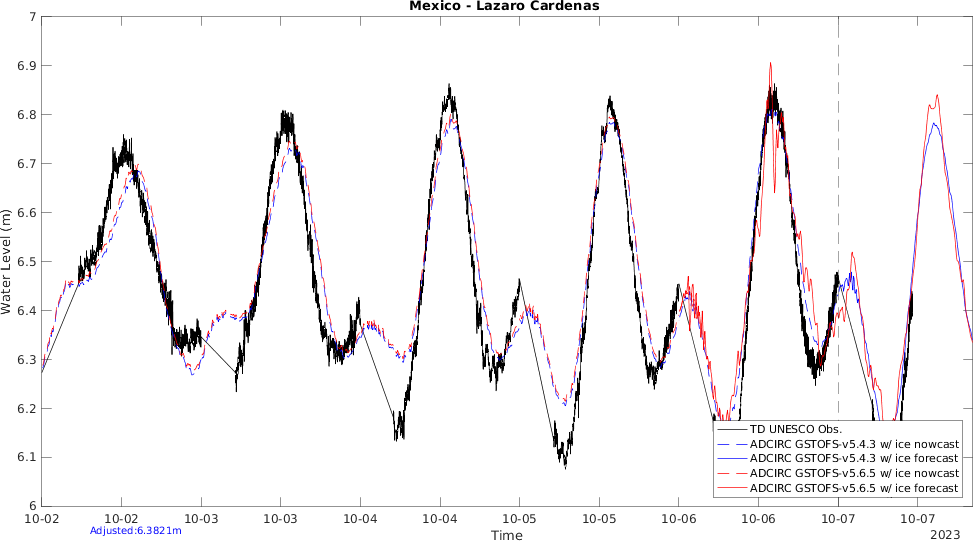 Mexico - Lazaro Cardenas
7
6.9
6.8
6.7
6.6
6.5
6.4
6.3
6.2
6.1
6
Water Level (m)
TD UNESCO Obs.
ADCIRC GSTOFS-v5.4.3 w/ ice nowcast
ADCIRC GSTOFS-v5.4.3 w/ ice forecast
ADCIRC GSTOFS-v5.6.5 w/ ice nowcast
ADCIRC GSTOFS-v5.6.5 w/ ice forecast
10-02 10-02 10-03 10-03 10-04 10-04 10-05 10-05 10-06 10-06 10-07 10-07
Adjusted:6.3821m
Time
2023